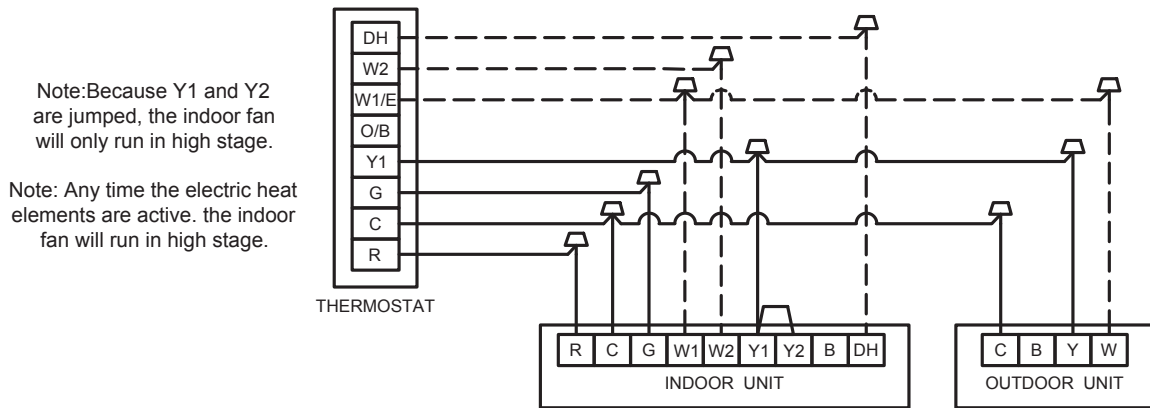 DH
W2
W1/E
O/B
Y1
G
C
R
THERMOSTAT
Note:Because Y1 and Y2
are jumped, the indoor fan
will only run in high stage.
Note: Any time the electric heat
elements are active. the indoor
fan will run in high stage.
R C G W1 W2 Y1 Y2 B DH
INDOOR UNIT
C B Y W
OUTDOOR UNIT